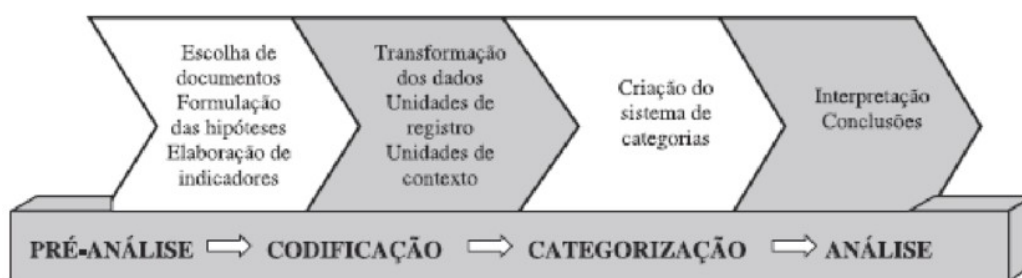 Escolha de
documentos
Formulação
das hipóteses
Elaboração de
indicadores
Transformação
dos dados
Unidades de
registro
Unidades de
contexto
Criação do
sistema de
categorias
Interpretação
Conclusões
PRÉ-ANÁLISE CODIFICAÇÃO CATEGORIZAÇÃO ANÁLISE